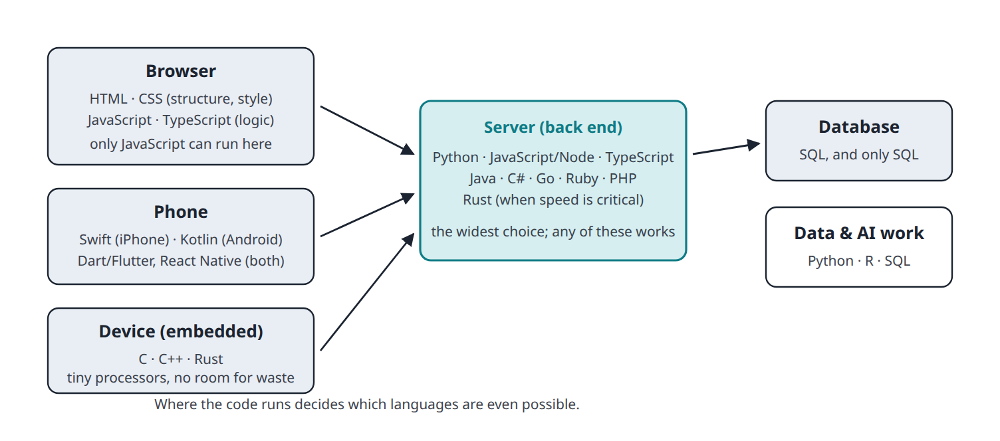 Browser
HTML · CSS (structure, style)
JavaScript · TypeScript (logic)
only JavaScript can run here
Phone
Swift (iPhone) · Kotlin (Android)
Dart/Flutter, React Native (both)
Device (embedded)
C · C++ · Rust
tiny processors, no room for waste
Server (back end)
Python · JavaScript/Node · TypeScript
Java · C# · Go · Ruby · PHP
Rust (when speed is critical)
the widest choice; any of these works
Database
SQL, and only SQL
Data & AI work
Python · R · SQL
Where the code runs decides which languages are even possible.